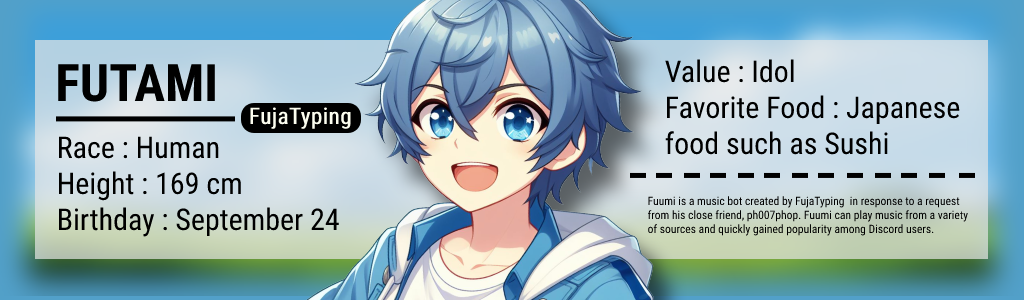 FUTAMI
FujaTyping
Race : Human
Height : 169 cm
Birthday : September 24
Value : Idol
Favorite Food : Japanese
food such as Sushi
Fuumi is a music bot created by FujaTyping in response to a request
from his close friend, ph007phop. Fuumi can play music from a variety
of sources and quickly gained popularity among Discord users.